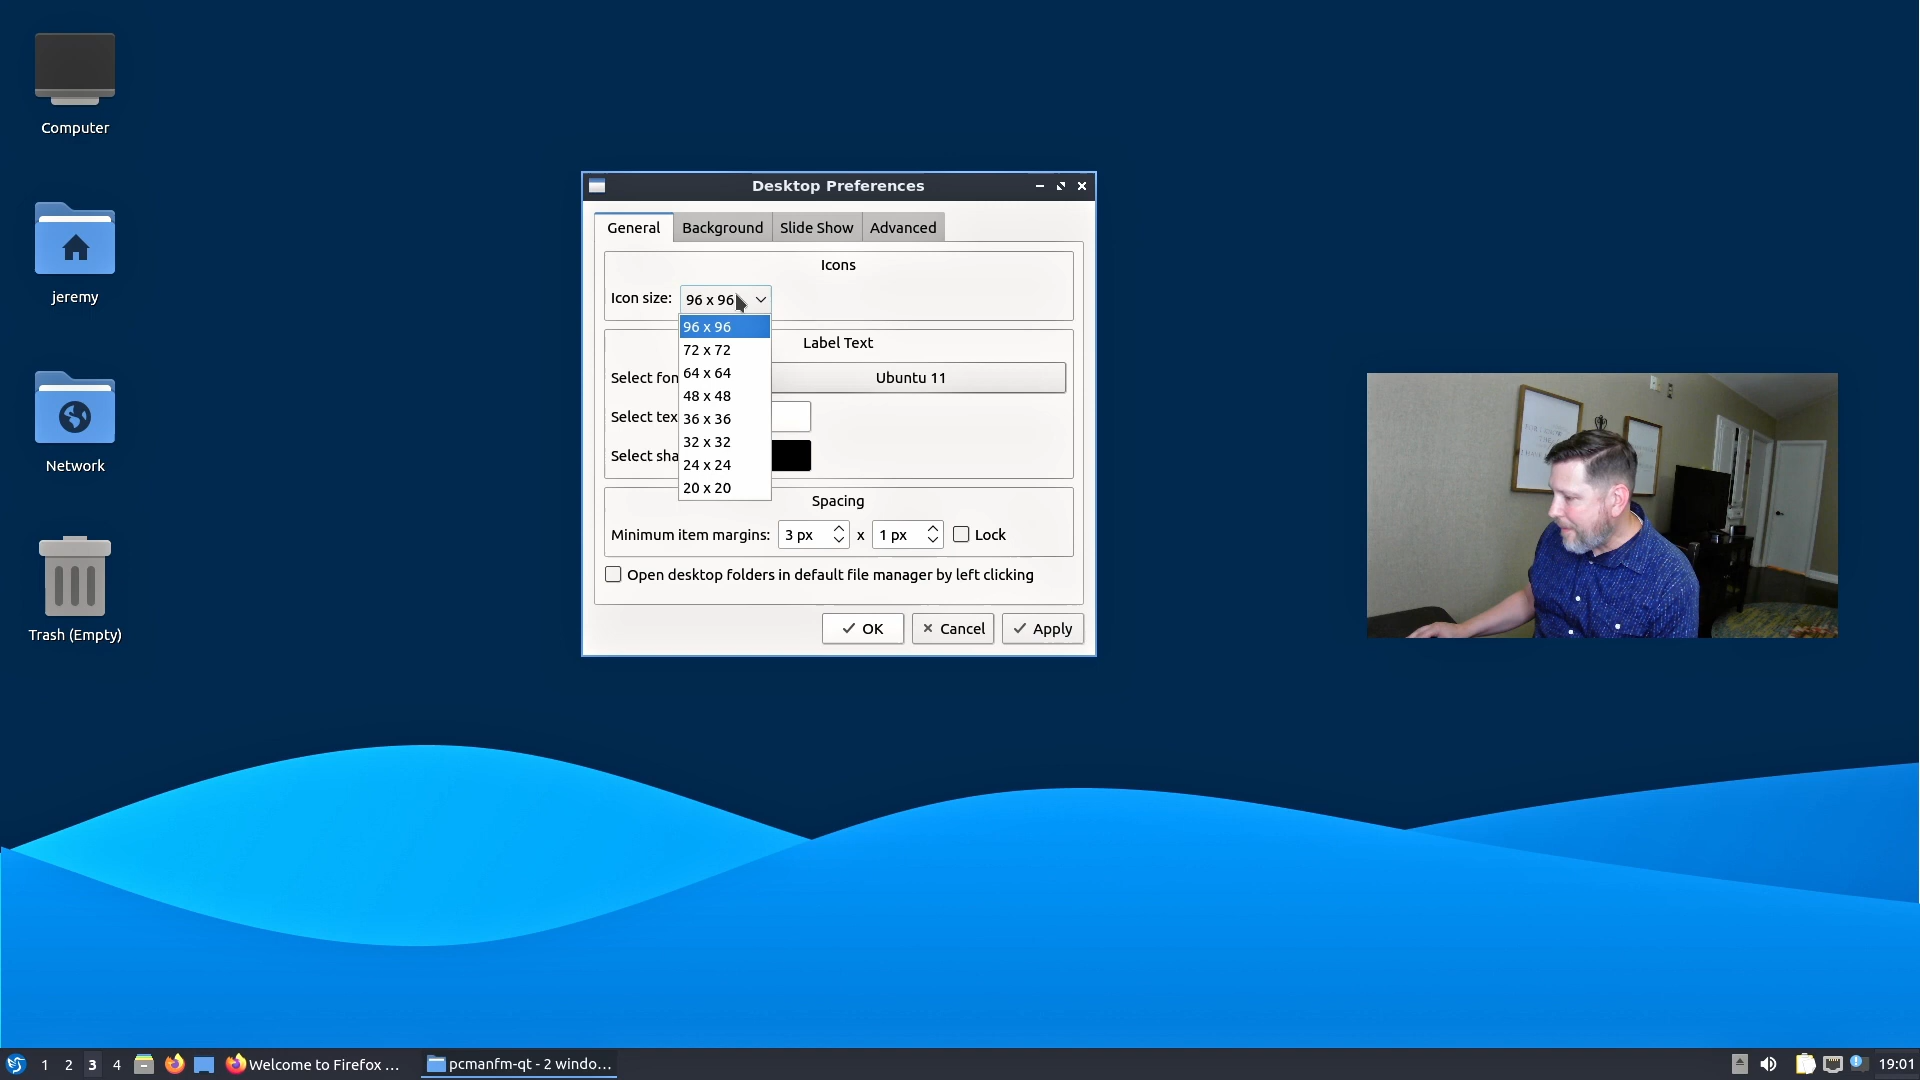 Computer
jeremy
Network
Trash (Empty)
Desktop Preferences
General
Background
Slide Show
Advanced
Icons
Icon size:
96 x 96
96 x 96
72 x 72
64 x 64
48 x 48
36 x 36
32 x 32
24 x 24
20 x 20
Label Text
Select fon
Ubuntu 11
Select tex
Select sha
Spacing
Minimum item margins:
3 px
x
1 px
Lock
Open desktop folders in default file manager by left clicking
OK
Cancel
Apply
1
2
3
4
Welcome to Firefox ...
pcmanfm-qt - 2 windo...
19:01